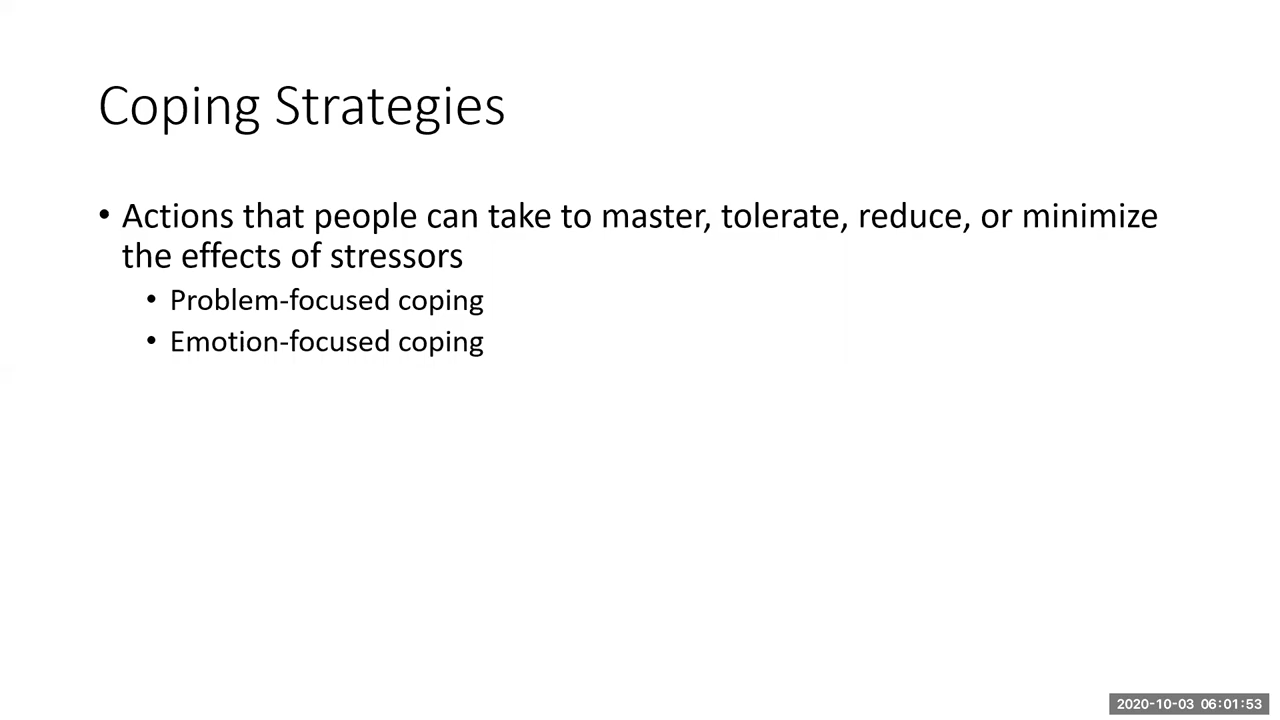 Coping Strategies
• Actions that people can take to master, tolerate, reduce, or minimize
the effects of stressors
• Problem-focused coping
• Emotion-focused coping
2020-10-03 06:01:53